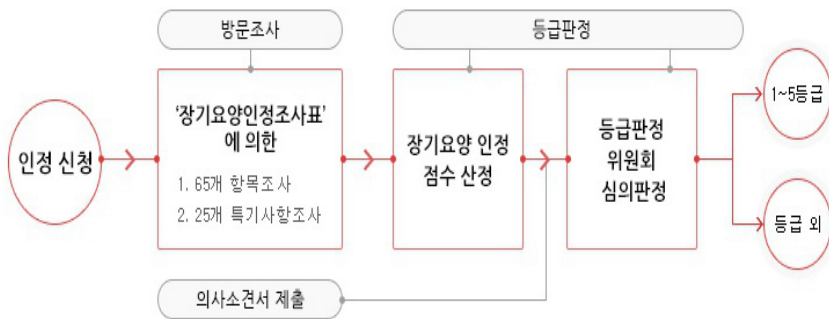 방문조사
등급판정
인정 신청
‘장기요양인정조사표’
에 의한
1. 65개 항목조사
2. 25개 특기사항조사
장기요양 인정
점수 산정
등급판정
위원회
심의판정
1~5등급
등급 외
의사소견서 제출